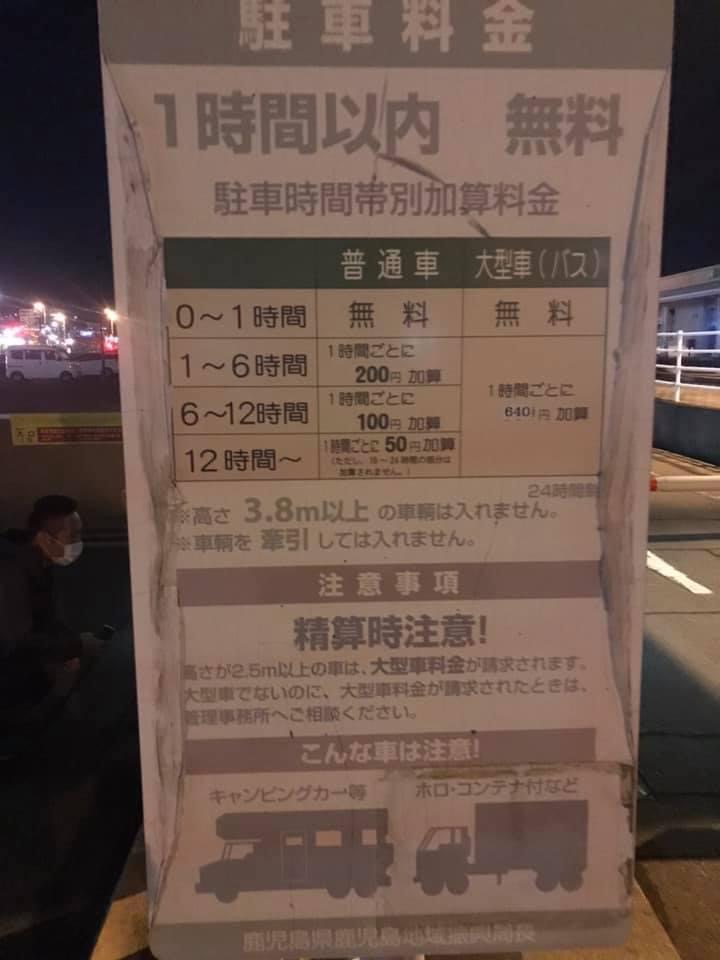 駐車料金
1時間以内 無料
駐車時間帯別加算料金
普通車 大型車(バス)
0～1時間 無料 無料
1～6時間 1時間ごとに 200円 加算
6～12時間 1時間ごとに 100円 加算
1時間ごとに 640 円 加算
12時間～ 1時間ごとに 50円 加算
加算されません。)
24時間
※高さ 3.8m以上 の車輌は入れません。
※車輌を 牽引 しては入れません。
注意事項
精算時注意!
高さが2.5m以上の車は、大型車料金が請求されます。
大型車でないのに、大型車料金が請求されたときは、
管理事務所へご相談ください。
こんな車は注意!
キャンピングカー等 ホロ・コンテナ付など
鹿児島県鹿児島地域振興局長